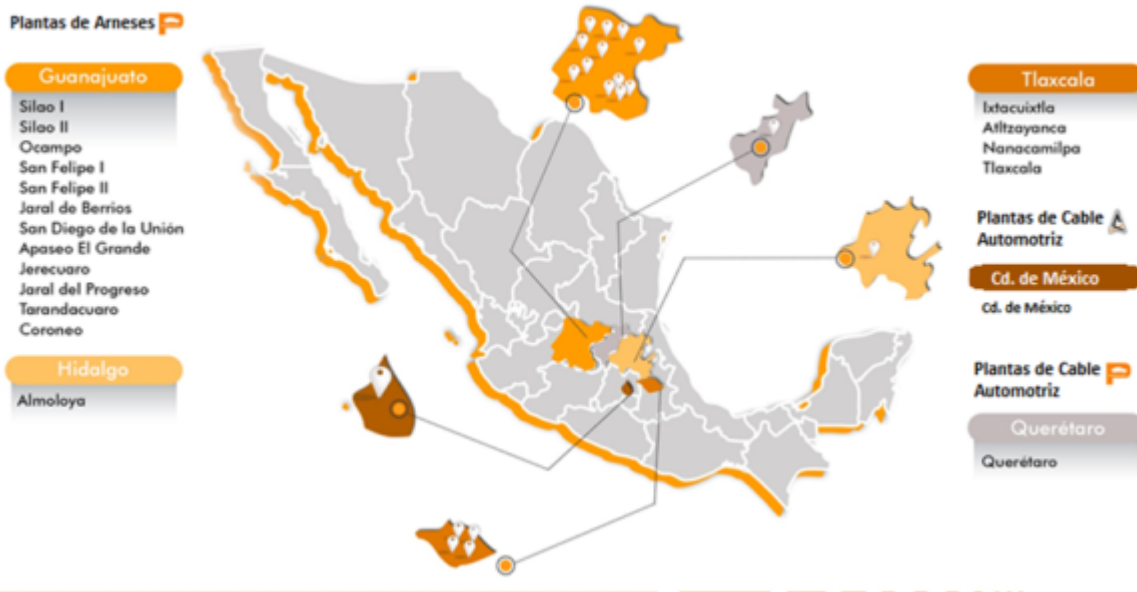 Plantas de Arneses
Guanajuato
Silao I
Silao II
Ocampo
San Felipe I
San Felipe II
Jaral de Berrios
San Diego de la Unión
Apaseo El Grande
Jerecuaro
Jaral del Progreso
Tarandacuaro
Coroneo
Hidalgo
Almoloya
Tlaxcala
Ixtacuixtla
Atltzayanca
Nanacamilpa
Tlaxcala
Plantas de Cable
Automotriz
Cd. de México
Cd. de México
Plantas de Cable
Automotriz
Querétaro
Querétaro